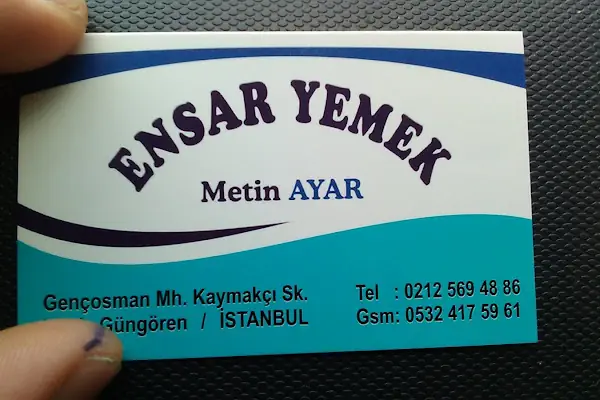 ENSAR YEMEK
Metin AYAR
Gençosman Mh. Kaymakçı Sk.
Güngören / İSTANBUL
Tel : 0212 569 48 86
Gsm: 0532 417 59 61